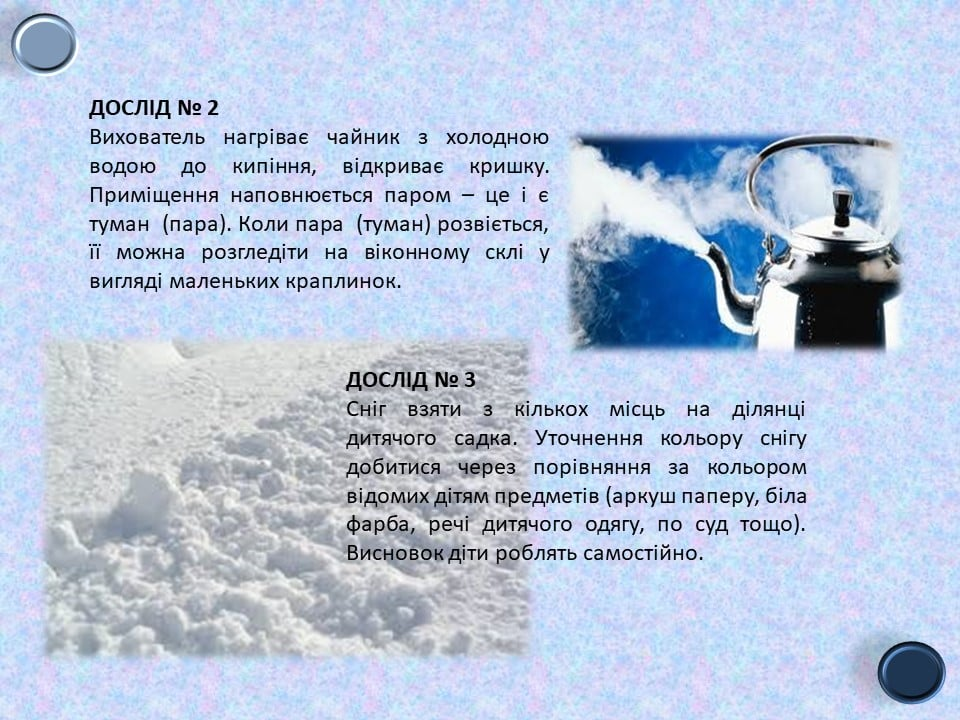 ДОСЛІД № 2
Вихователь нагріває чайник з холодною
водою до кипіння, відкриває кришку.
Приміщення наповнюється паром – це і є
туман (пара). Коли пара (туман) розвіється,
її можна розгледіти на віконному склі у
вигляді маленьких краплинок.
ДОСЛІД № 3
Сніг взяти з кількох місць на ділянці
дитячого садка. Уточнення кольору снігу
добитися через порівняння за кольором
відомих дітям предметів (аркуш паперу, біла
фарба, речі дитячого одягу, по суд тощо).
Висновок діти роблять самостійно.